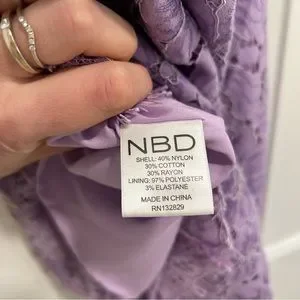 NBD
SHELL: 40% NYLON
30% COTTON
30% RAYON
LINING: 97% POLYESTER
3% ELASTANE
MADE IN CHINA
RN132829